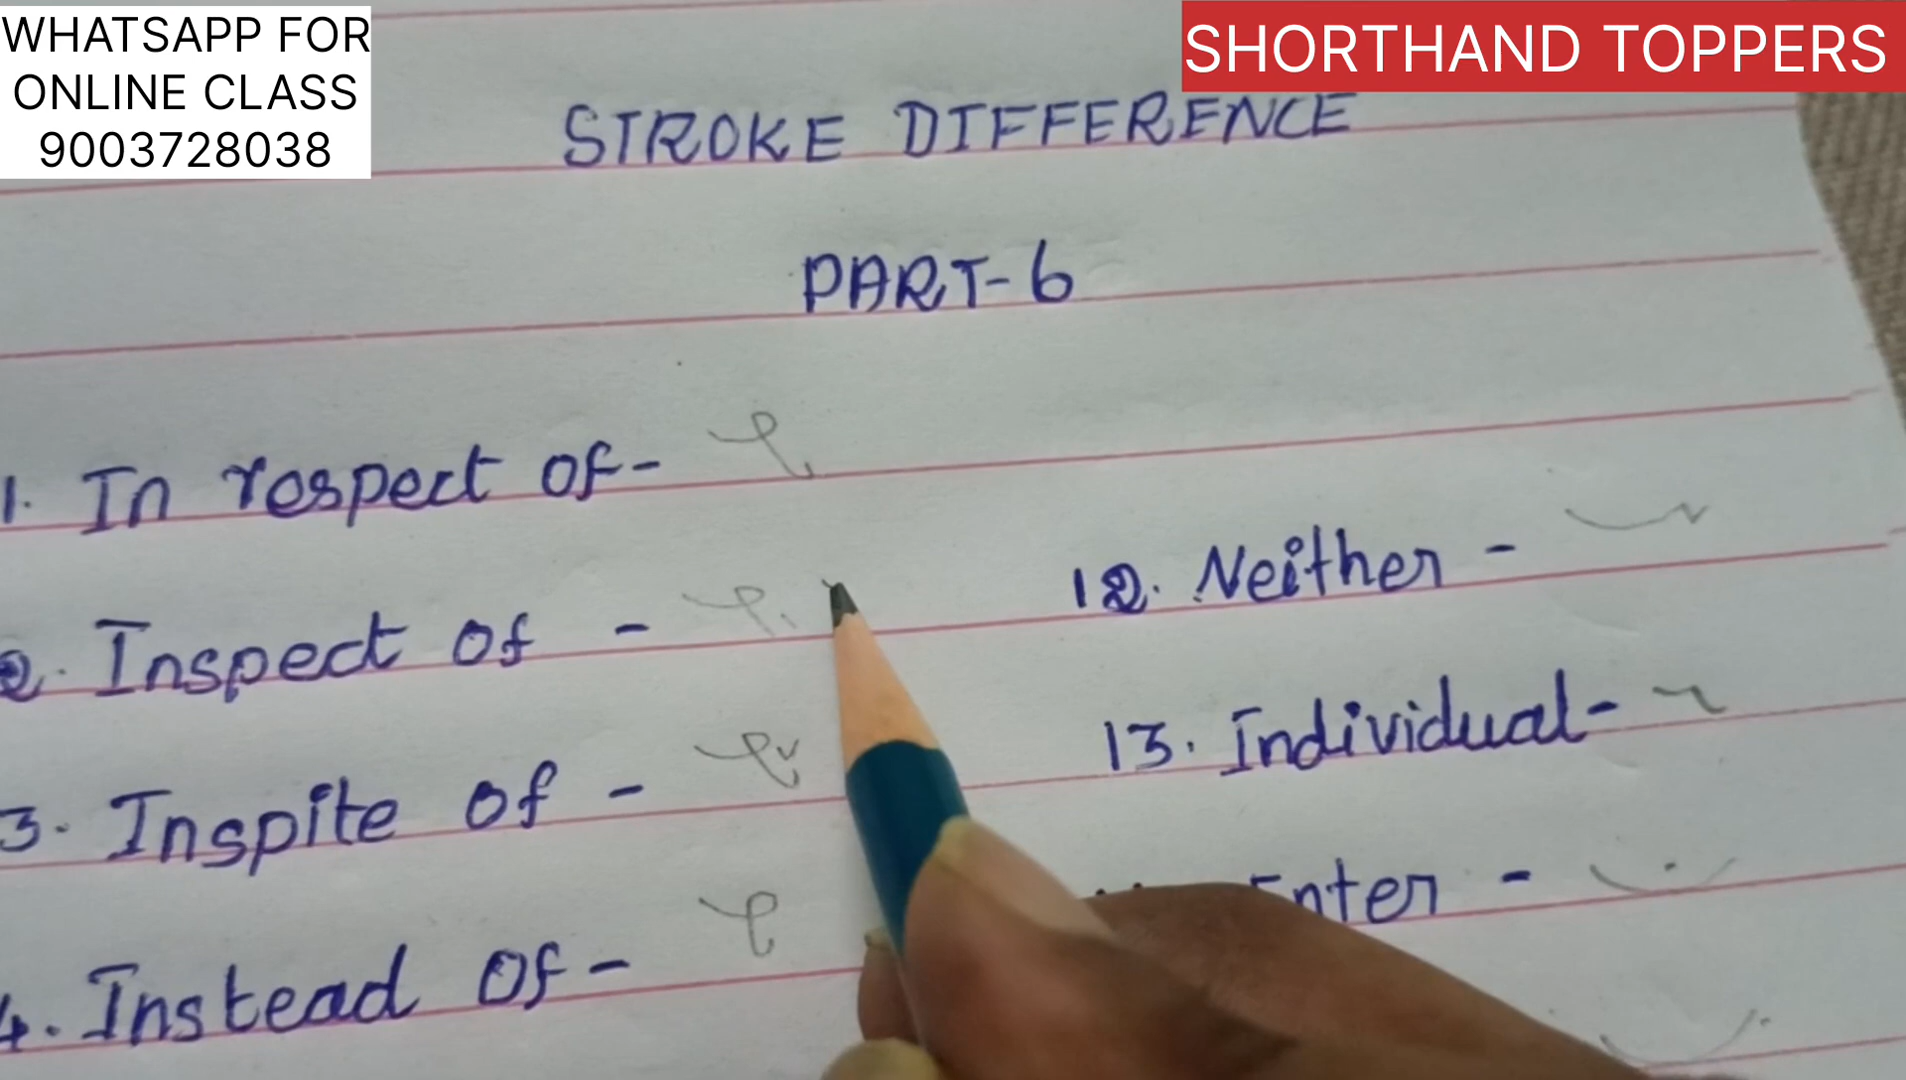 WHATSAPP FOR
ONLINE CLASS
9003728038
SHORTHAND TOPPERS
STROKE DIFFERENCE
PART-6
1. In respect of -
2. Inspect of -
3. Inspite of -
4. Instead of -
12. Neither -
13. Individual -
Enter -